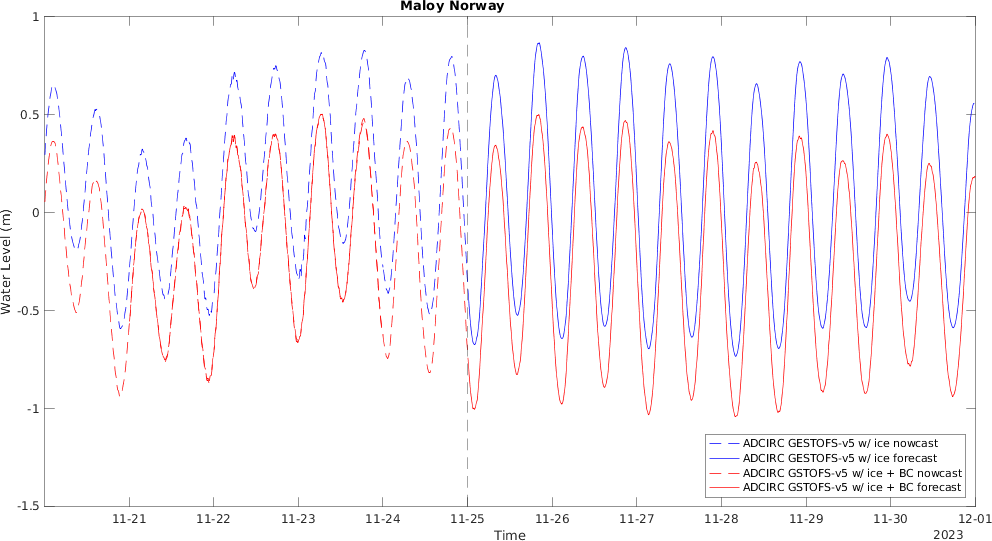 Maloy Norway
Water Level (m)
1
0.5
0
-0.5
-1
-1.5
11-21 11-22 11-23 11-24 11-25 11-26 11-27 11-28 11-29 11-30 12-01
Time
2023
ADCIRC GESTOFS-v5 w/ ice nowcast
ADCIRC GESTOFS-v5 w/ ice forecast
ADCIRC GSTOFS-v5 w/ ice + BC nowcast
ADCIRC GSTOFS-v5 w/ ice + BC forecast